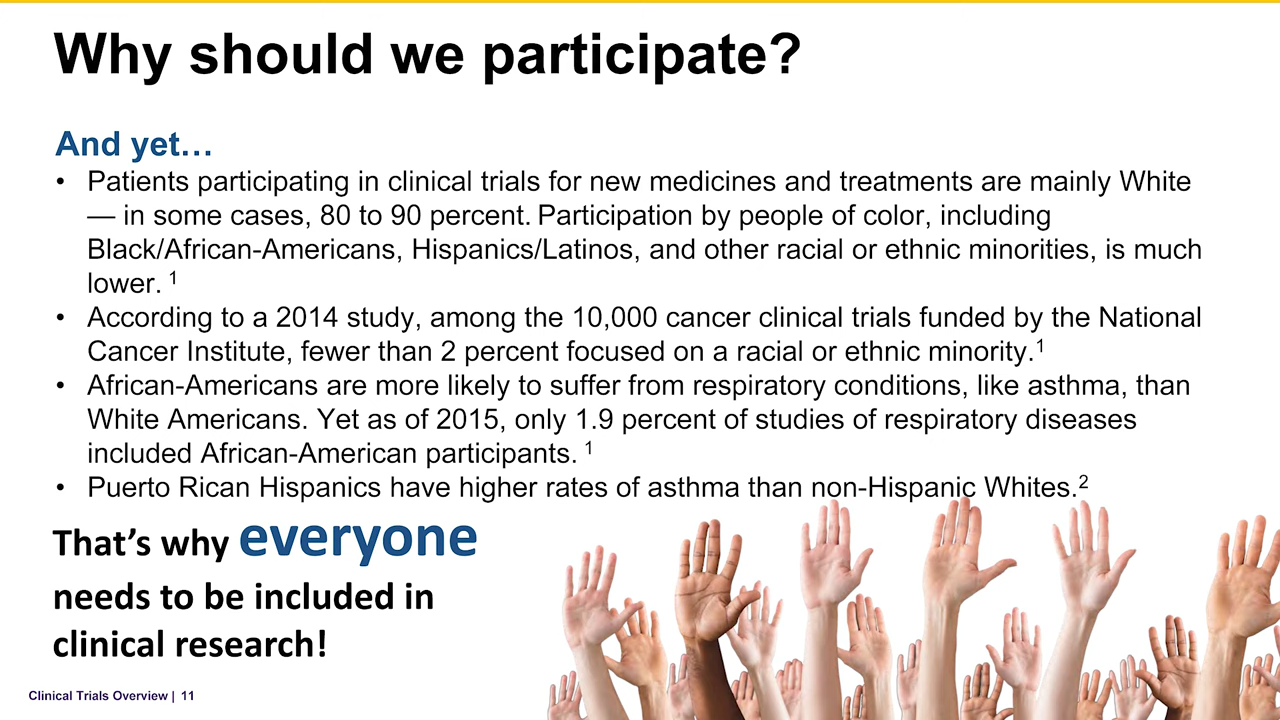 Why should we participate?
And yet…
• Patients participating in clinical trials for new medicines and treatments are mainly White
— in some cases, 80 to 90 percent. Participation by people of color, including
Black/African-Americans, Hispanics/Latinos, and other racial or ethnic minorities, is much
lower. 1
• According to a 2014 study, among the 10,000 cancer clinical trials funded by the National
Cancer Institute, fewer than 2 percent focused on a racial or ethnic minority.1
• African-Americans are more likely to suffer from respiratory conditions, like asthma, than
White Americans. Yet as of 2015, only 1.9 percent of studies of respiratory diseases
included African-American participants. 1
• Puerto Rican Hispanics have higher rates of asthma than non-Hispanic Whites.2
That’s why everyone
needs to be included in
clinical research!
Clinical Trials Overview | 11